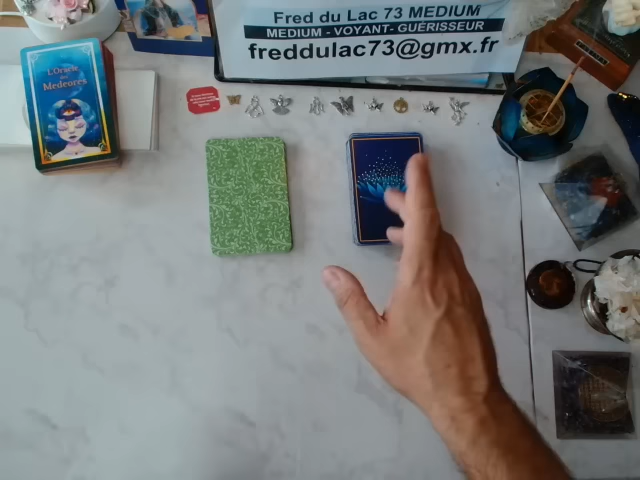 Fred du Lac 73 MEDIUM
MEDIUM - VOYANT- GUÉRISSEUR
freddulac73@gmx.fr
L'Oracle
des
Medeores